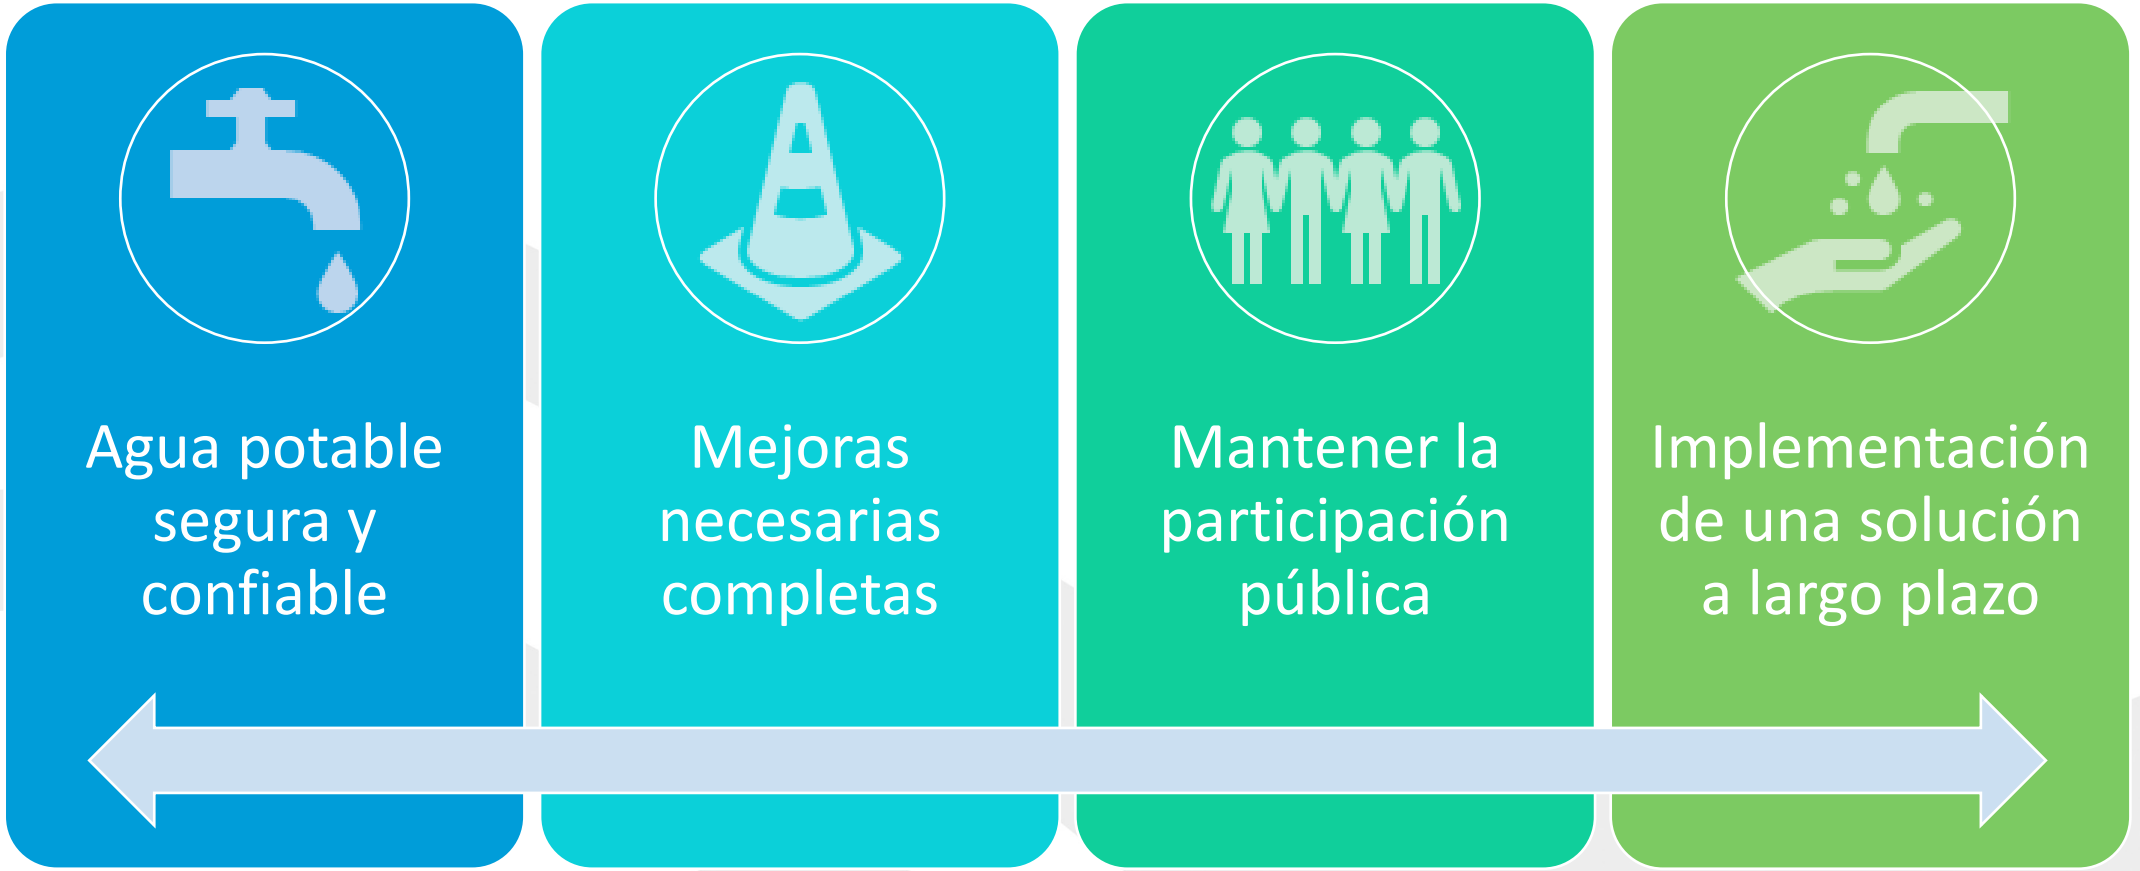 Agua potable
segura y
confiable
Mejoras
necesarias
completas
Mantener la
participación
pública
Implementación
de una solución
a largo plazo